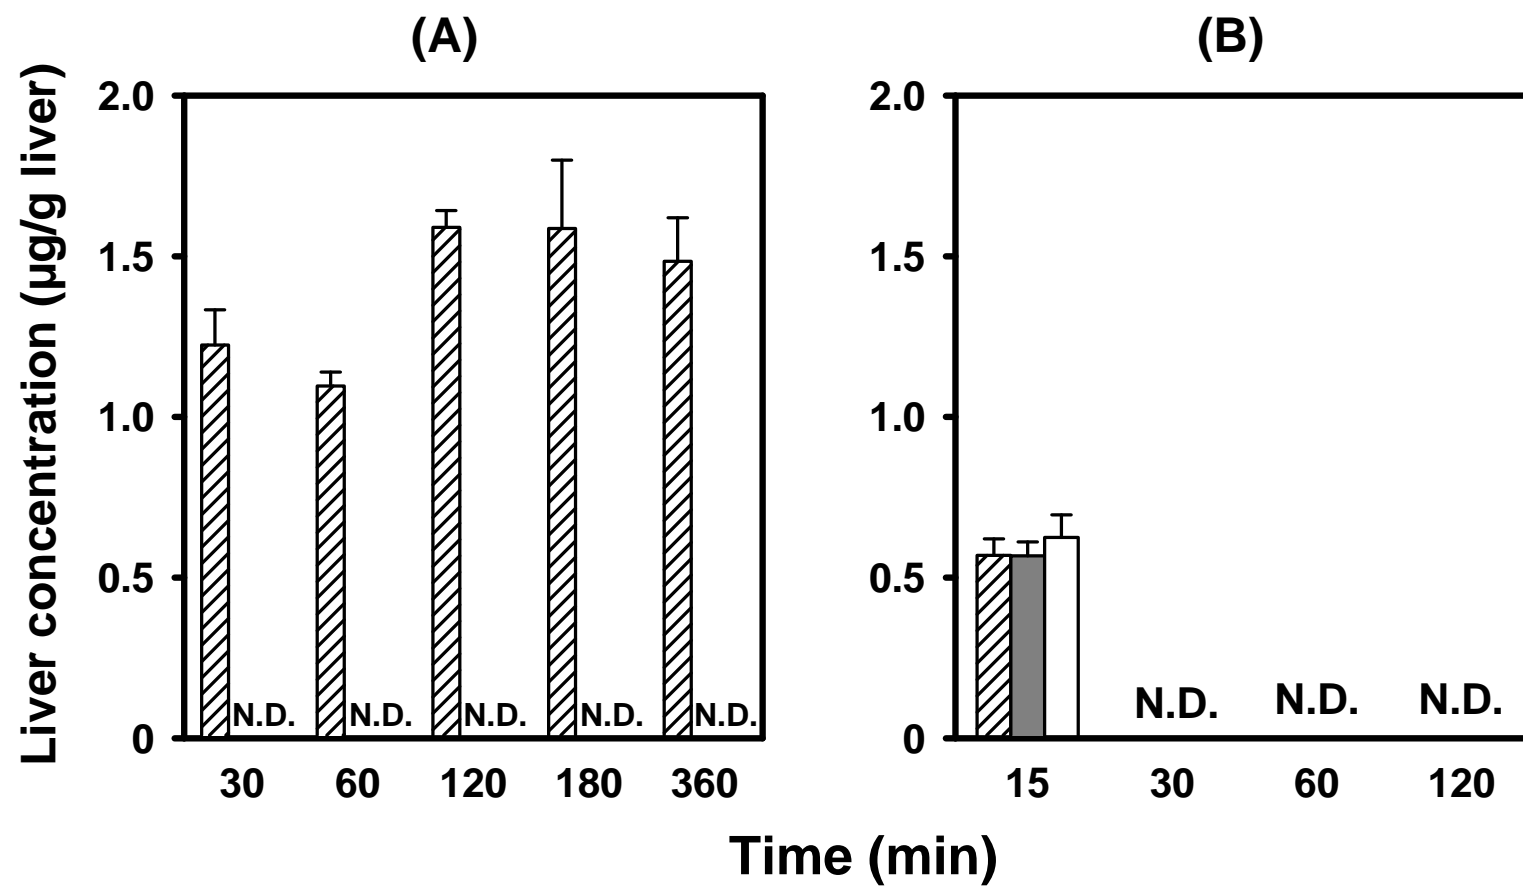 (A)
(B)
Liver concentration (µg/g liver)
2.0
1.5
1.0
0.5
0
N.D. N.D. N.D. N.D. N.D.
30 60 120 180 360
2.0
1.5
1.0
0.5
0
N.D. N.D. N.D.
15 30 60 120
Time (min)